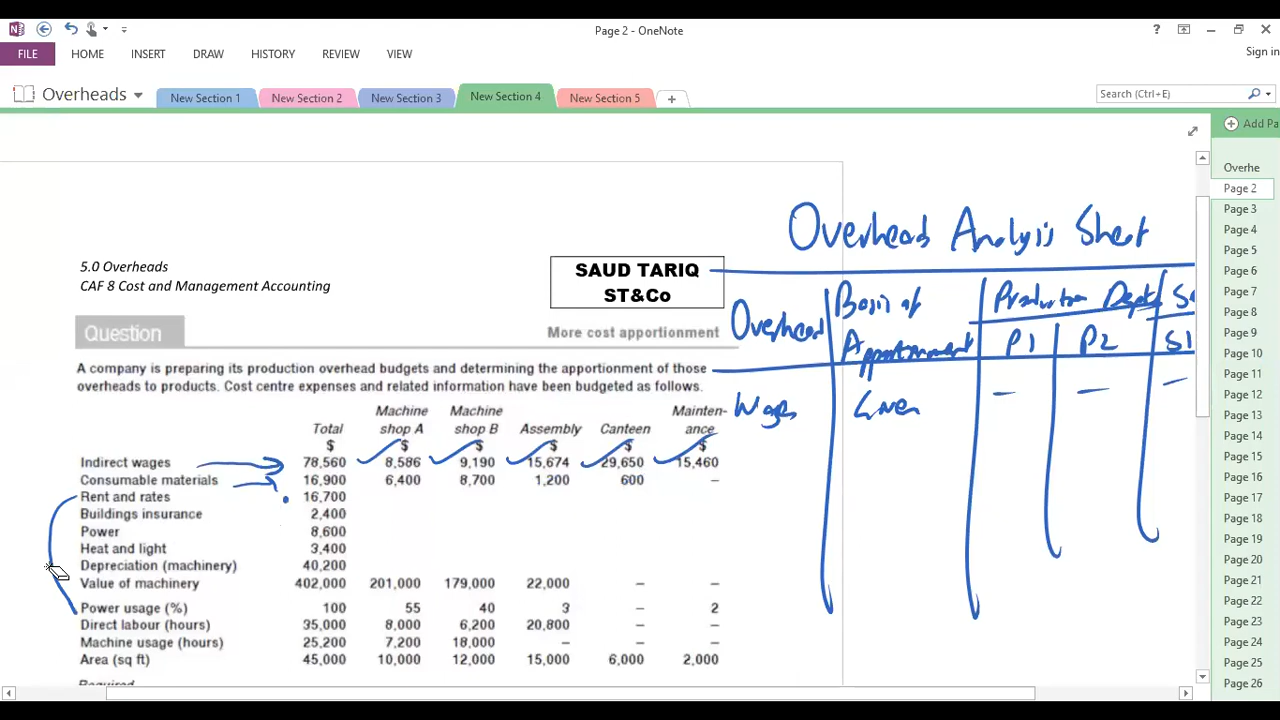 Page 2 - OneNote
Sign in
FILE HOME INSERT DRAW HISTORY REVIEW VIEW
Overheads New Section 1 New Section 2 New Section 3 New Section 4 New Section 5 Search (Ctrl+E)
Add Pa
Overhe
Page 2
Page 3
Page 4
Page 5
Page 6
Page 7
Page 8
Page 9
Page 10
Page 11
Page 12
Page 13
Page 14
Page 15
Page 16
Page 17
Page 18
Page 19
Page 20
Page 21
Page 22
Page 23
Page 24
Page 25
Page 26
5.0 Overheads
CAF 8 Cost and Management Accounting
SAUD TARIQ
ST&Co
Question
More cost apportionment
A company is preparing its production overhead budgets and determining the apportionment of those
overheads to products. Cost centre expenses and related information have been budgeted as follows.
Machine Machine Mainten-
Total shop A shop B Assembly Canteen ance
$ $ $ $ $ $
Indirect wages 78,560 8,586 9,190 15,674 29,650 15,460
Consumable materials 16,900 6,400 8,700 1,200 600 –
Rent and rates 16,700
Buildings insurance 2,400
Power 8,600
Heat and light 3,400
Depreciation (machinery) 40,200
Value of machinery 402,000 201,000 179,000 22,000 – –
Power usage (%) 100 55 40 3 – 2
Direct labour (hours) 35,000 8,000 6,200 20,800 – –
Machine usage (hours) 25,200 7,200 18,000 – – –
Area (sq ft) 45,000 10,000 12,000 15,000 6,000 2,000
Required
Overhead Analysis Sheet
Overhead Basis of Production Depts
Apportionment P1 P2 S1
Wages Given – – –